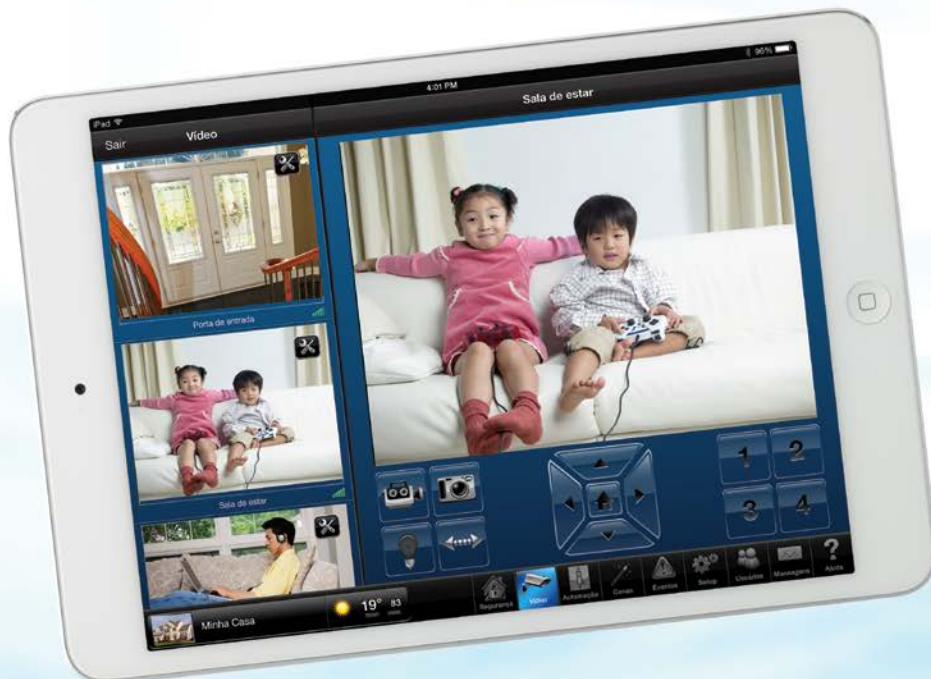 iPad
4:01 PM
96%
Sair
Vídeo
Sala de estar
Porta de entrada
Sala de estar
1
2
3
4
Minha Casa
19°
83
Segurança
Vídeo
Automação
Cenas
Eventos
Setup
Usuários
Mensagens
Ajuda